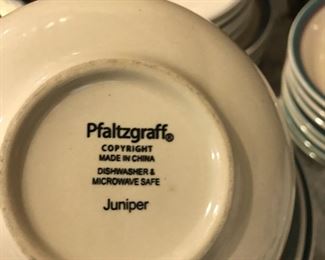 Pfaltzgraff®
COPYRIGHT
MADE IN CHINA
DISHWASHER &
MICROWAVE SAFE
Juniper